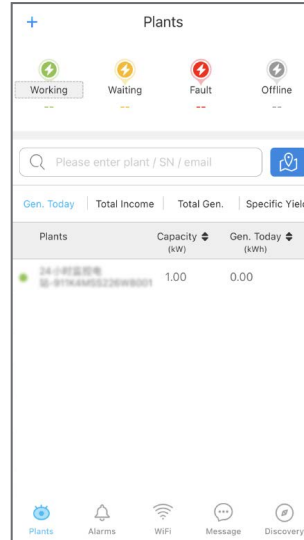 + Plants
Working Waiting Fault Offline
-- -- -- --
Please enter plant / SN / email
Gen. Today | Total Income | Total Gen. | Specific Yield
Plants Capacity Gen. Today
(kW) (kWh)
1.00 0.00
Plants Alarms WiFi Message Discovery